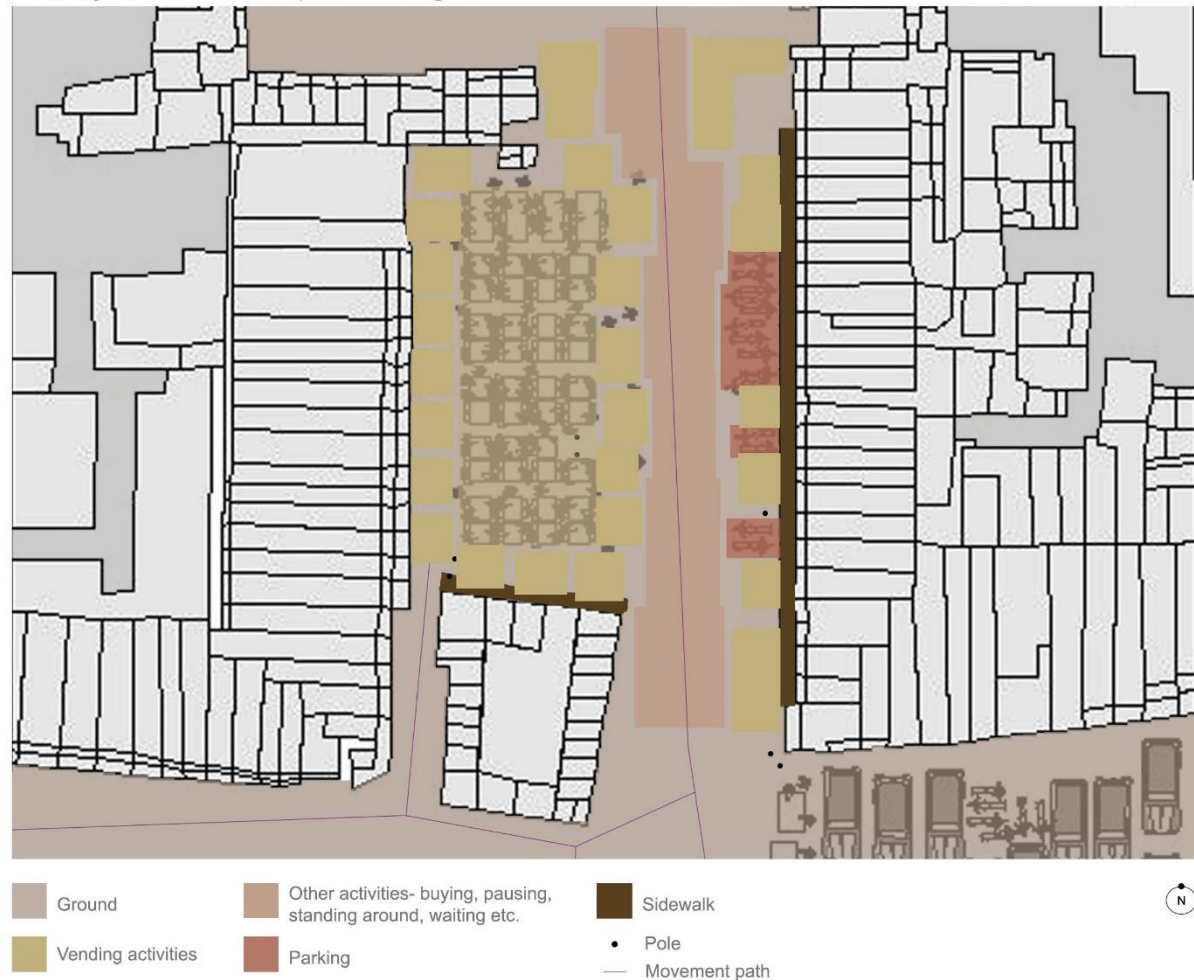 Ground
Other activities- buying, pausing,
standing around, waiting etc.
Sidewalk
Vending activities
Parking
Pole
Movement path
N